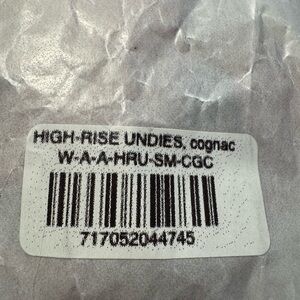 HIGH-RISE UNDIES, cognac
W-A-A-HRU-SM-CGC
717052044745